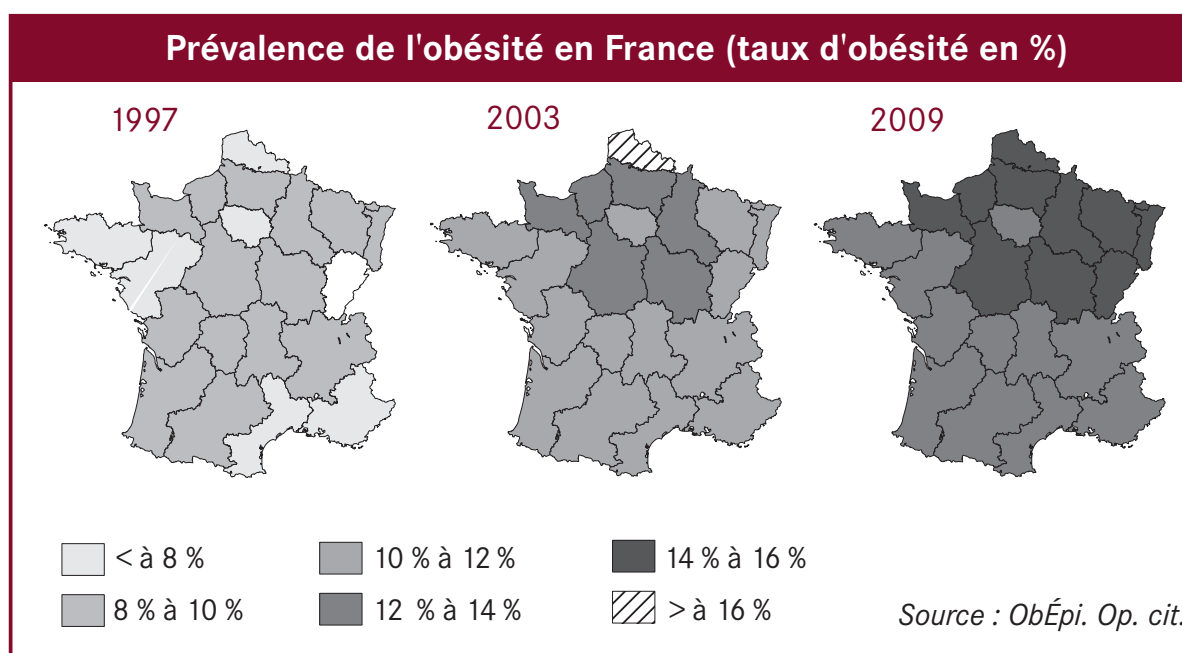 Prévalence de l'obésité en France (taux d'obésité en %)
1997
2003
2009
< à 8 %
10 % à 12 %
14 % à 16 %
8 % à 10 %
12 % à 14 %
> à 16 %
Source : ObÉpi. Op. cit.